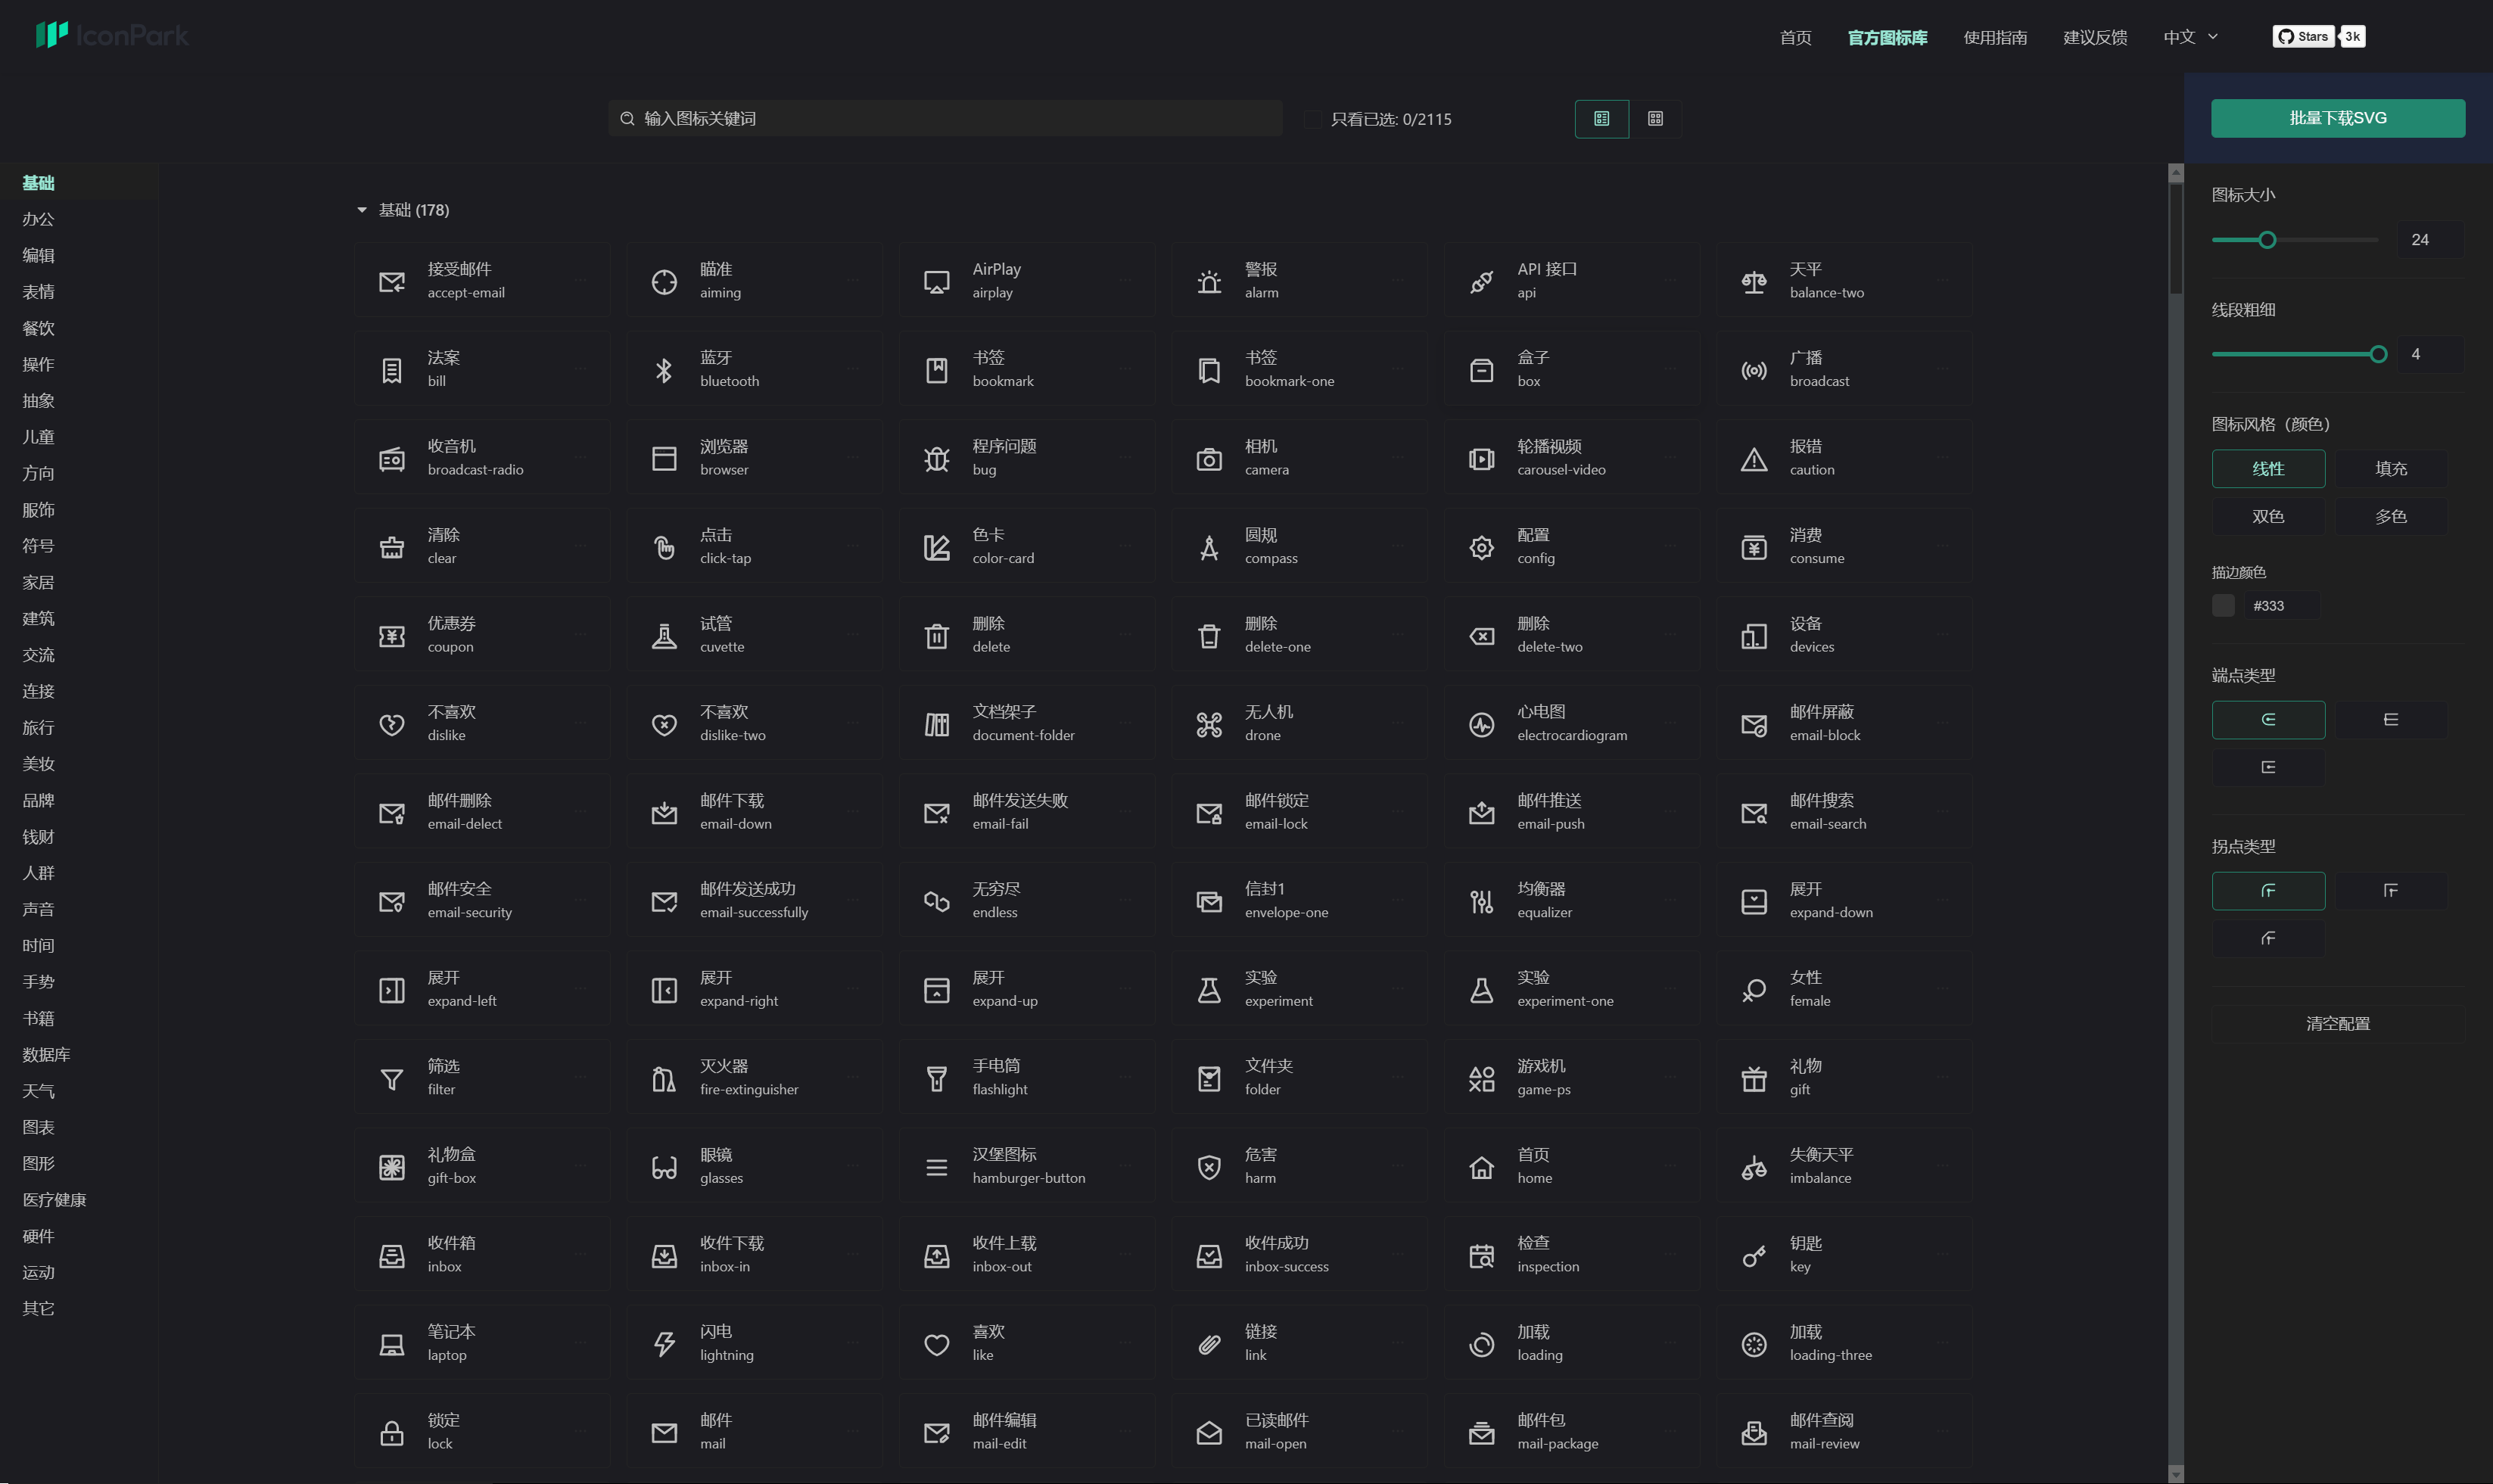 IconPark
首页
官方图标库
使用指南
建议反馈
中文
Stars
3k
输入图标关键词
只看已选: 0/2115
批量下载SVG
基础
办公
编辑
表情
餐饮
操作
抽象
儿童
方向
服饰
符号
家居
建筑
交流
连接
旅行
美妆
品牌
钱财
人群
声音
时间
手势
书籍
数据库
天气
图表
图形
医疗健康
硬件
运动
其它
基础 (178)
接受邮件
accept-email
瞄准
aiming
AirPlay
airplay
警报
alarm
API 接口
api
天平
balance-two
法案
bill
蓝牙
bluetooth
书签
bookmark
书签
bookmark-one
盒子
box
广播
broadcast
收音机
broadcast-radio
浏览器
browser
程序问题
bug
相机
camera
轮播视频
carousel-video
报错
caution
清除
clear
点击
click-tap
色卡
color-card
圆规
compass
配置
config
消费
consume
优惠券
coupon
试管
cuvette
删除
delete
删除
delete-one
删除
delete-two
设备
devices
不喜欢
dislike
不喜欢
dislike-two
文档架子
document-folder
无人机
drone
心电图
electrocardiogram
邮件屏蔽
email-block
邮件删除
email-delect
邮件下载
email-down
邮件发送失败
email-fail
邮件锁定
email-lock
邮件推送
email-push
邮件搜索
email-search
邮件安全
email-security
邮件发送成功
email-successfully
无穷尽
endless
信封1
envelope-one
均衡器
equalizer
展开
expand-down
展开
expand-left
展开
expand-right
展开
expand-up
实验
experiment
实验
experiment-one
女性
female
筛选
filter
灭火器
fire-extinguisher
手电筒
flashlight
文件夹
folder
游戏机
game-ps
礼物
gift
礼物盒
gift-box
眼镜
glasses
汉堡图标
hamburger-button
危害
harm
首页
home
失衡天平
imbalance
收件箱
inbox
收件下载
inbox-in
收件上载
inbox-out
收件成功
inbox-success
检查
inspection
钥匙
key
笔记本
laptop
闪电
lightning
喜欢
like
链接
link
加载
loading
加载
loading-three
锁定
lock
邮件
mail
邮件编辑
mail-edit
已读邮件
mail-open
邮件包
mail-package
邮件查阅
mail-review
图标大小
24
线段粗细
4
图标风格（颜色）
线性
填充
双色
多色
描边颜色
#333
端点类型
拐点类型
清空配置